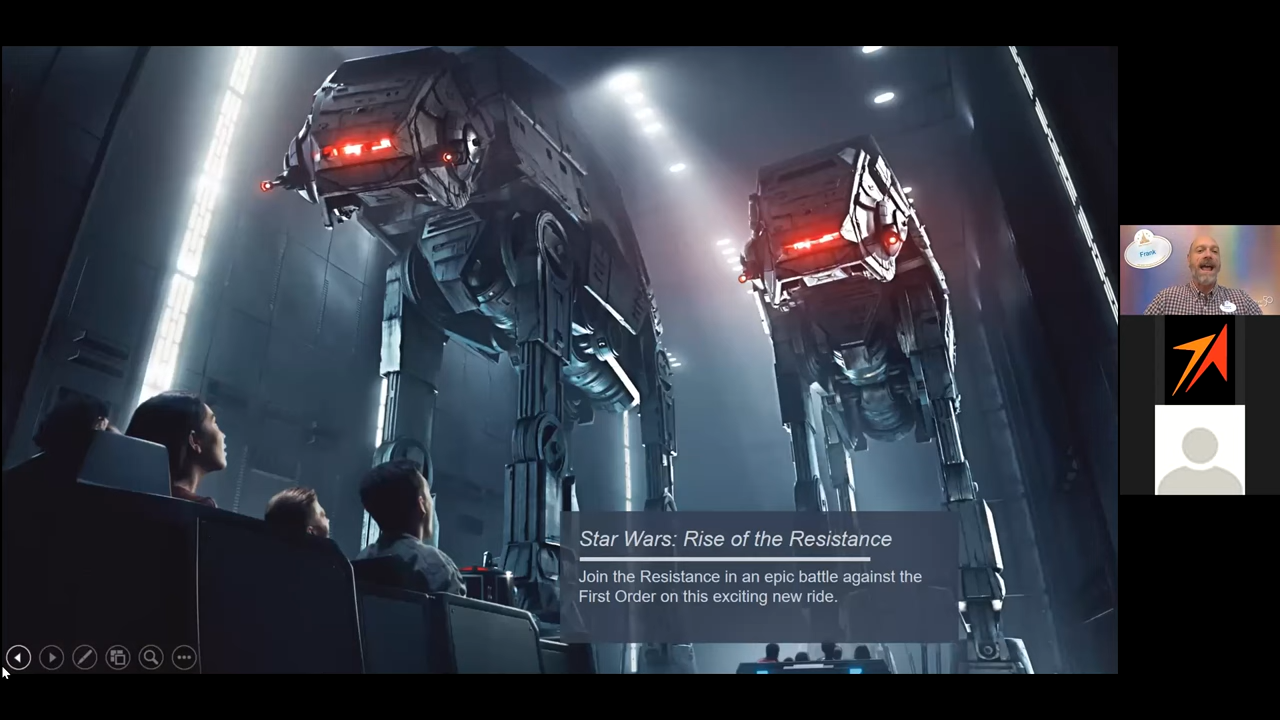 Star Wars: Rise of the Resistance
Join the Resistance in an epic battle against the
First Order on this exciting new ride.
Frank